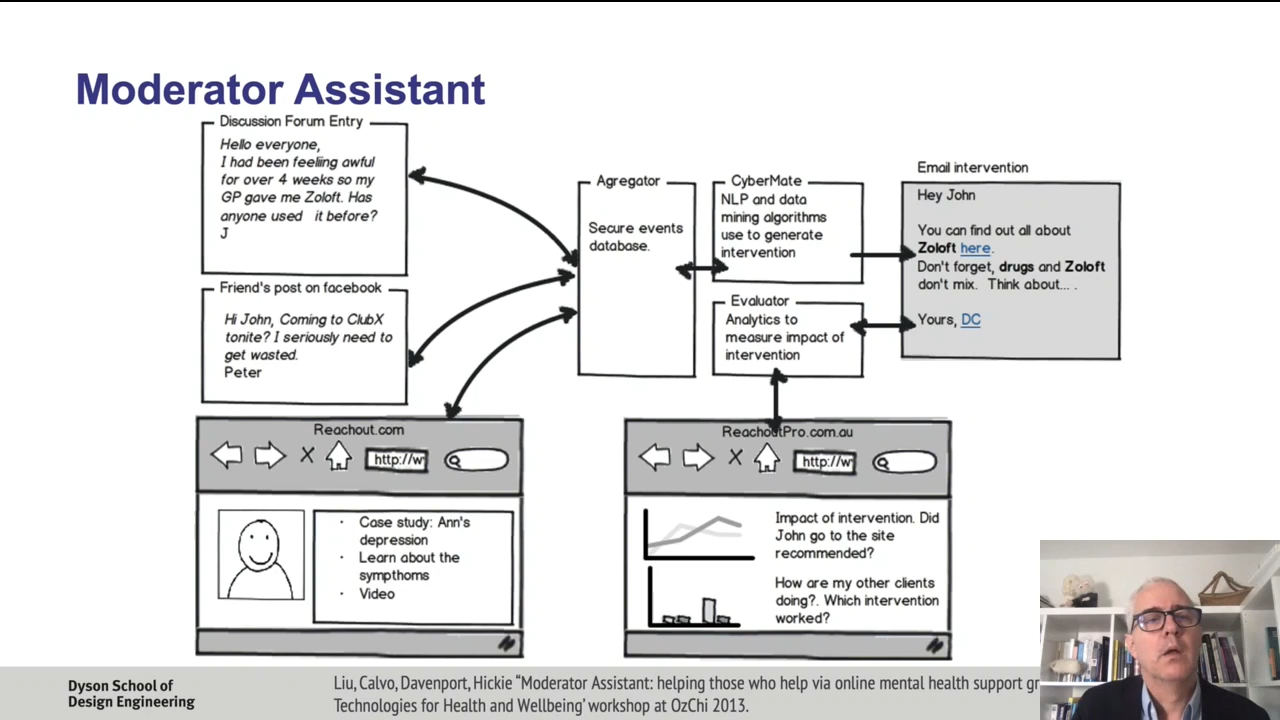 Moderator Assistant
Discussion Forum Entry
Hello everyone,
I had been feeliing awful
for over 4 weeks so my
GP gave me Zoloft. Has
anyone used it before?
J
Friend's post on facebook
Hi John, Coming to ClubX
tonite? I seriously need to
get wasted.
Peter
Agregator
Secure events
database.
CyberMate
NLP and data
mining algorithms
use to generate
intervention
Evaluator
Analytics to
measure impact of
intervention
Email intervention
Hey John
You can find out all about
Zoloft here.
Don't forget, drugs and Zoloft
don't mix. Think about... .
Yours, DC
Reachout.com
X
http://w
· Case study: Ann's
depression
· Learn about the
sympthoms
· Video
ReachoutPro.com.au
X
http://w
Impact of intervention. Did
John go to the site
recommended?
How are my other clients
doing?. Which intervention
worked?
Dyson School of
Design Engineering
Liu, Calvo, Davenport, Hickie “Moderator Assistant: helping those who help via online mental health support
Technologies for Health and Wellbeing’ workshop at OzChi 2013.